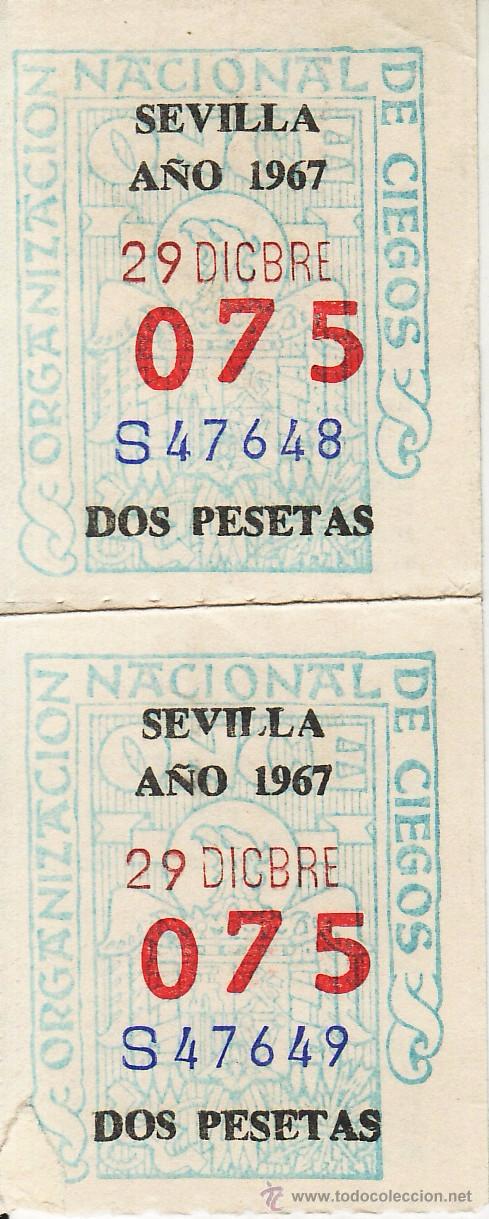 ORGANIZACION NACIONAL DE CIEGOS
SEVILLA
AÑO 1967
29 DICBRE
075
S47648
DOS PESETAS
ORGANIZACION NACIONAL DE CIEGOS
SEVILLA
AÑO 1967
29 DICBRE
075
S47649
DOS PESETAS
www.todocoleccion.net